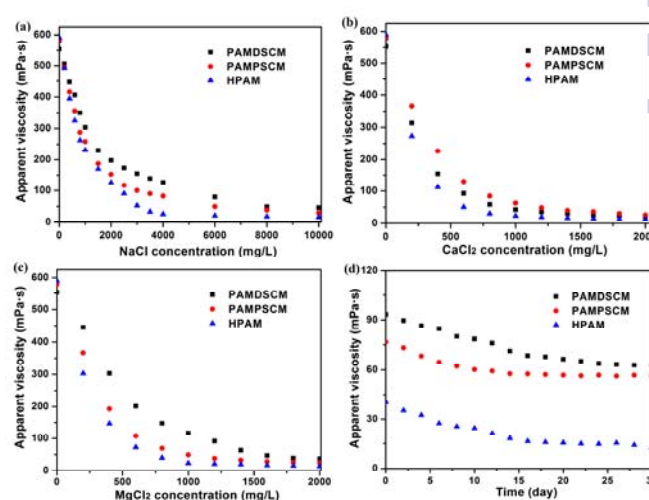 (a)
600
500
400
300
200
100
0
Apparent viscosity (mPa·s)
PAMDSCM
PAMPSCM
HPAM
0 2000 4000 6000 8000 10000
NaCl concentration (mg/L)
(b)
600
500
400
300
200
100
0
Apparent viscosity (mPa·s)
PAMDSCM
PAMPSCM
HPAM
0 500 1000 1500
CaCl2 concentration (mg/L)
(c)
600
500
400
300
200
100
0
Apparent viscosity (mPa·s)
PAMDSCM
PAMPSCM
HPAM
0 500 1000 1500 2000
MgCl2 concentration (mg/L)
(d)
120
90
60
30
0
Apparent viscosity (mPa·s)
PAMDSCM
PAMPSCM
HPAM
0 5 10 15 20 25
Time (day)